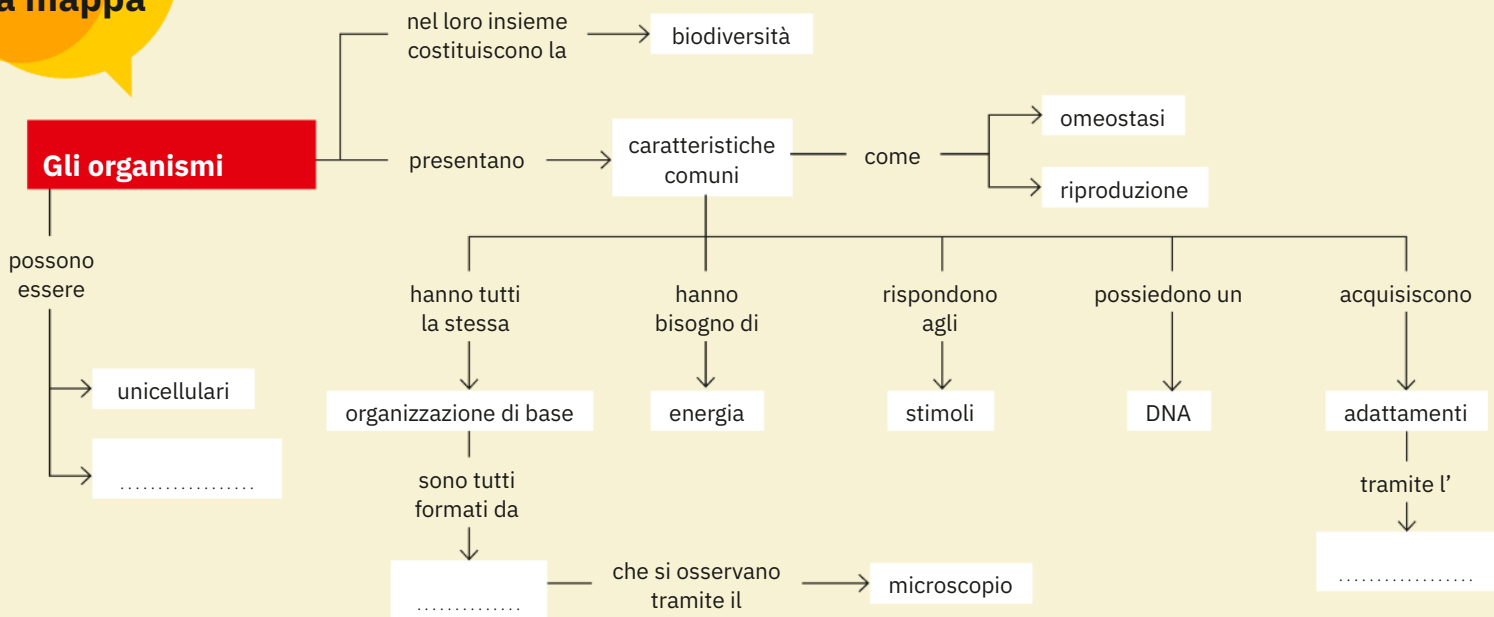 a mappa
nel loro insieme
costituiscono la
biodiversità
Gli organismi
presentano
caratteristiche
comuni
come
omeostasi
riproduzione
possono
essere
unicellulari
..................
hanno tutti
la stessa
organizzazione di base
sono tutti
formati da
..............
che si osservano
tramite il
microscopio
hanno
bisogno di
energia
rispondono
agli
stimoli
possiedono un
DNA
acquisiscono
adattamenti
tramite l’
..................